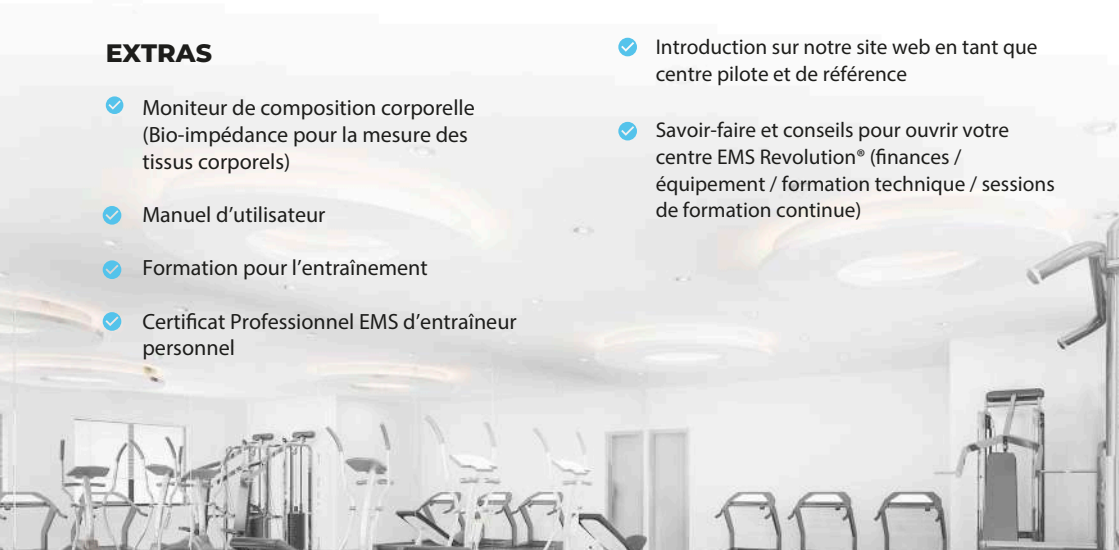 EXTRAS
Moniteur de composition corporelle
(Bio-impédance pour la mesure des
tissus corporels)
Manuel d’utilisateur
Formation pour l’entraînement
Certificat Professionnel EMS d’entraîneur
personnel
Introduction sur notre site web en tant que
centre pilote et de référence
Savoir-faire et conseils pour ouvrir votre
centre EMS Revolution® (finances /
équipement / formation technique / sessions
de formation continue)